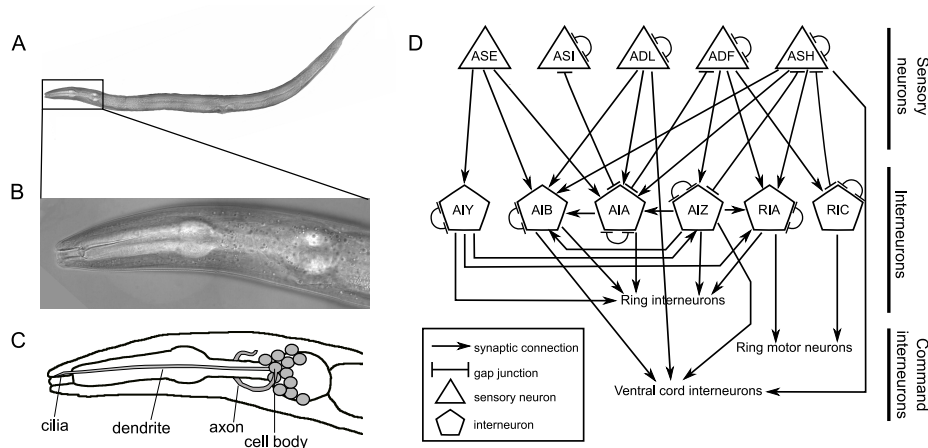 A
B
C
cilia
dendrite
axon
cell body
D
ASE
ASI
ADL
ADF
ASH
AIY
AIB
AIA
AIZ
RIA
RIC
Ring interneurons
Ring motor neurons
Ventral cord interneurons
synaptic connection
gap junction
sensory neuron
interneuron
Sensory
neurons
Interneurons
Command
interneurons